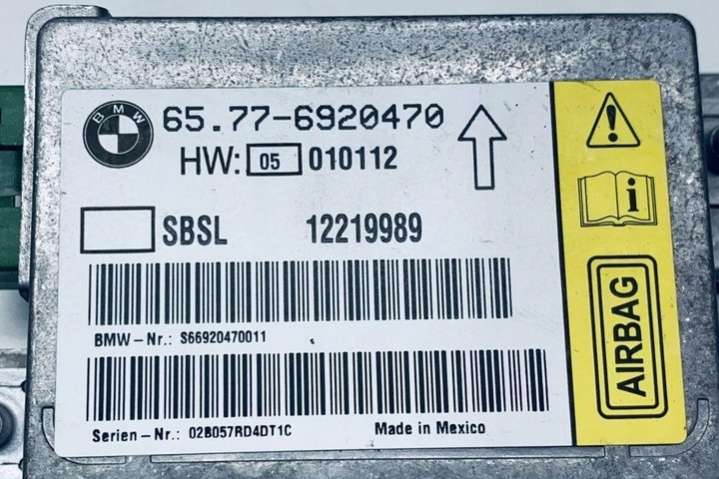 BMW
65.77-6920470
HW: 05 010112
SBSL 12219989
BMW-Nr.: S66920470011
Serien-Nr.: 02B057RD4DT1C Made in Mexico
AIRBAG